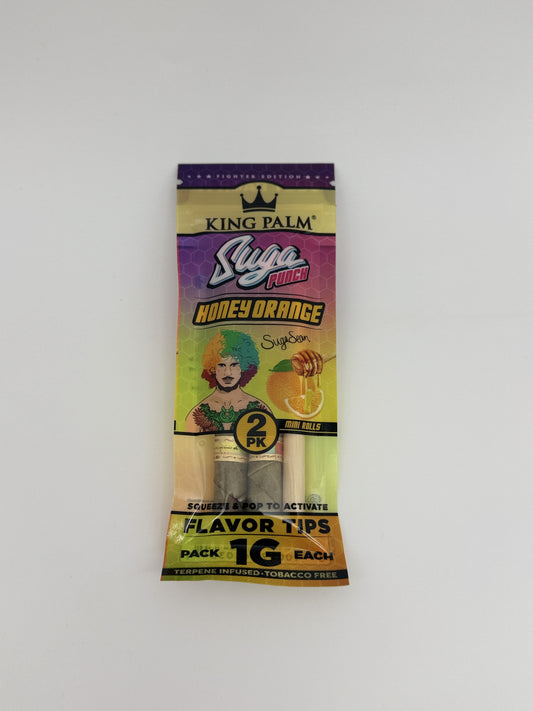 FIGHTER EDITION
KING PALM®
Suga
PUNCH
HONEY ORANGE
SugaSean
2
PK
MINI ROLLS
SQUEEZE & POP TO ACTIVATE
FLAVOR TIPS
PACK 1G EACH
TERPENE INFUSED • TOBACCO FREE